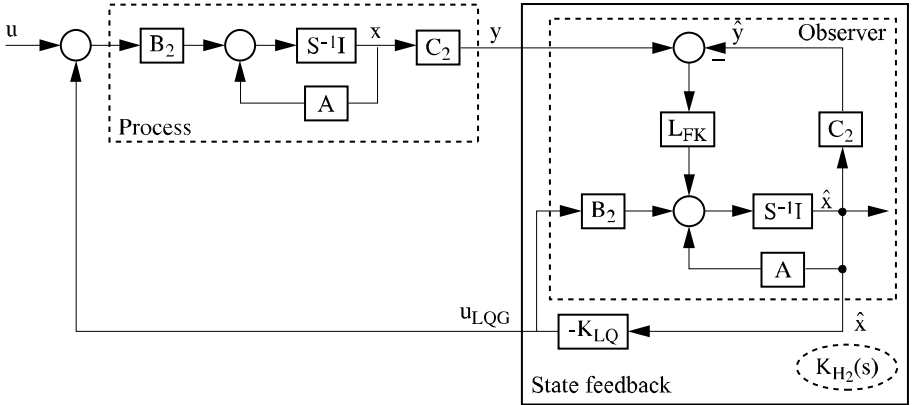 u
B₂
S⁻¹I
x
C₂
y
A
Process
ŷ
−
Observer
L_FK
C₂
B₂
S⁻¹I
x̂
A
u_LQG
-K_LQ
x̂
K_H₂(s)
State feedback